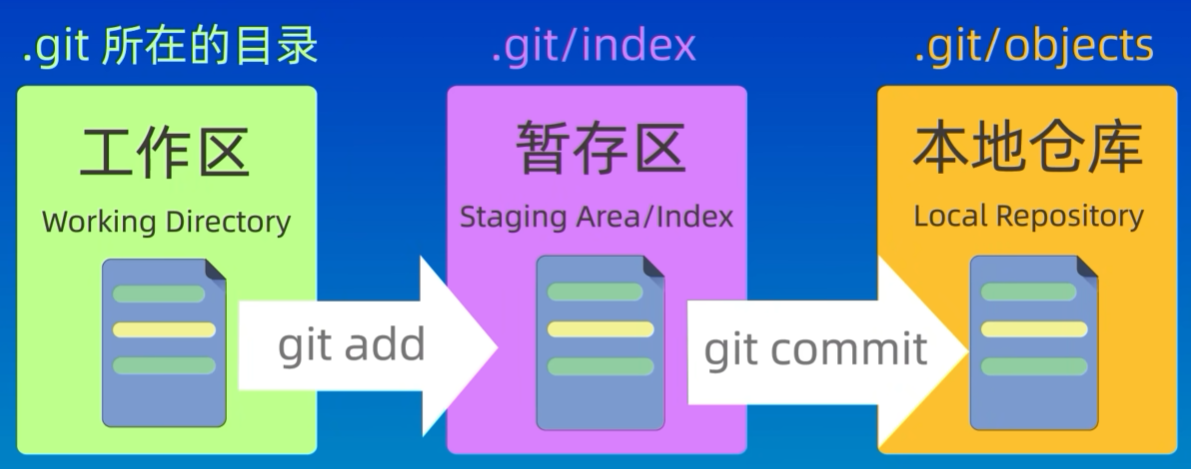 .git 所在的目录
.git/index
.git/objects
工作区
Working Directory
暂存区
Staging Area/Index
本地仓库
Local Repository
git add
git commit